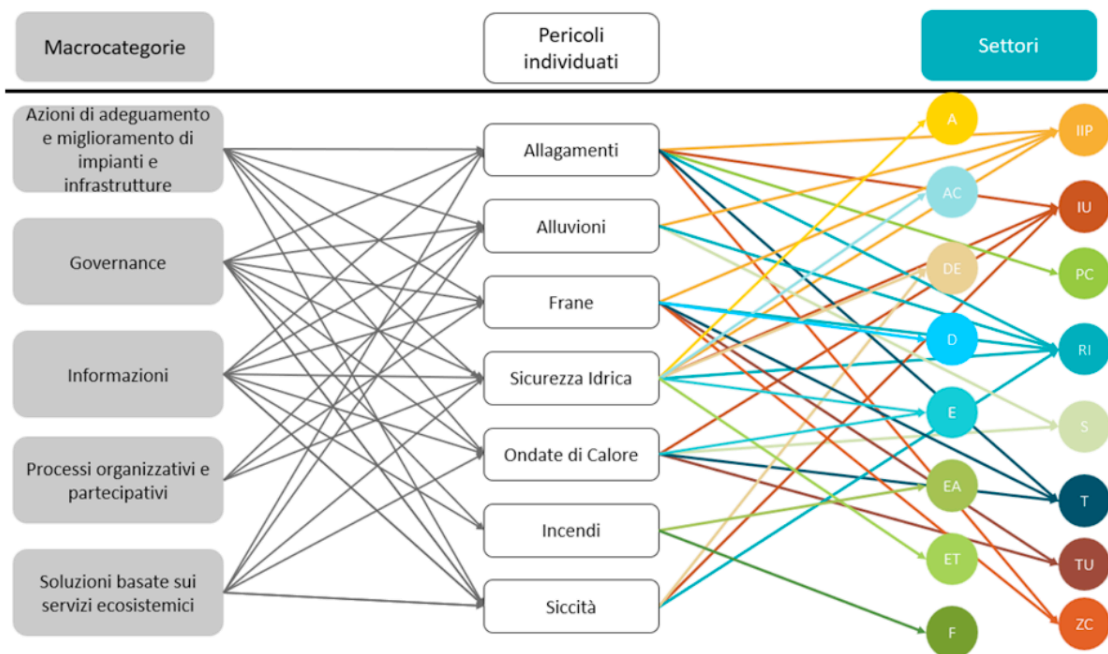 Macrocategorie
Pericoli
individuati
Settori
Azioni di adeguamento
e miglioramento di
impianti e
infrastrutture
Governance
Informazioni
Processi organizzativi e
partecipativi
Soluzioni basate sui
servizi ecosistemici
Allagamenti
Alluvioni
Frane
Sicurezza Idrica
Ondate di Calore
Incendi
Siccità
A
AC
DE
D
E
EA
ET
F
IIP
IU
PC
RI
S
T
TU
ZC